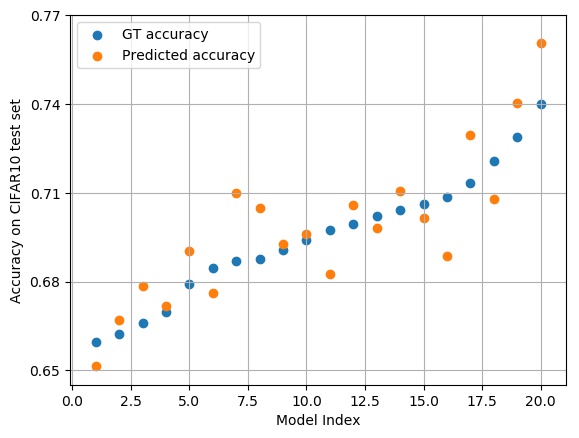 GT accuracy
Predicted accuracy
Accuracy on CIFAR10 test set
0.77
0.74
0.71
0.68
0.65
0.0 2.5 5.0 7.5 10.0 12.5 15.0 17.5 20.0
Model Index